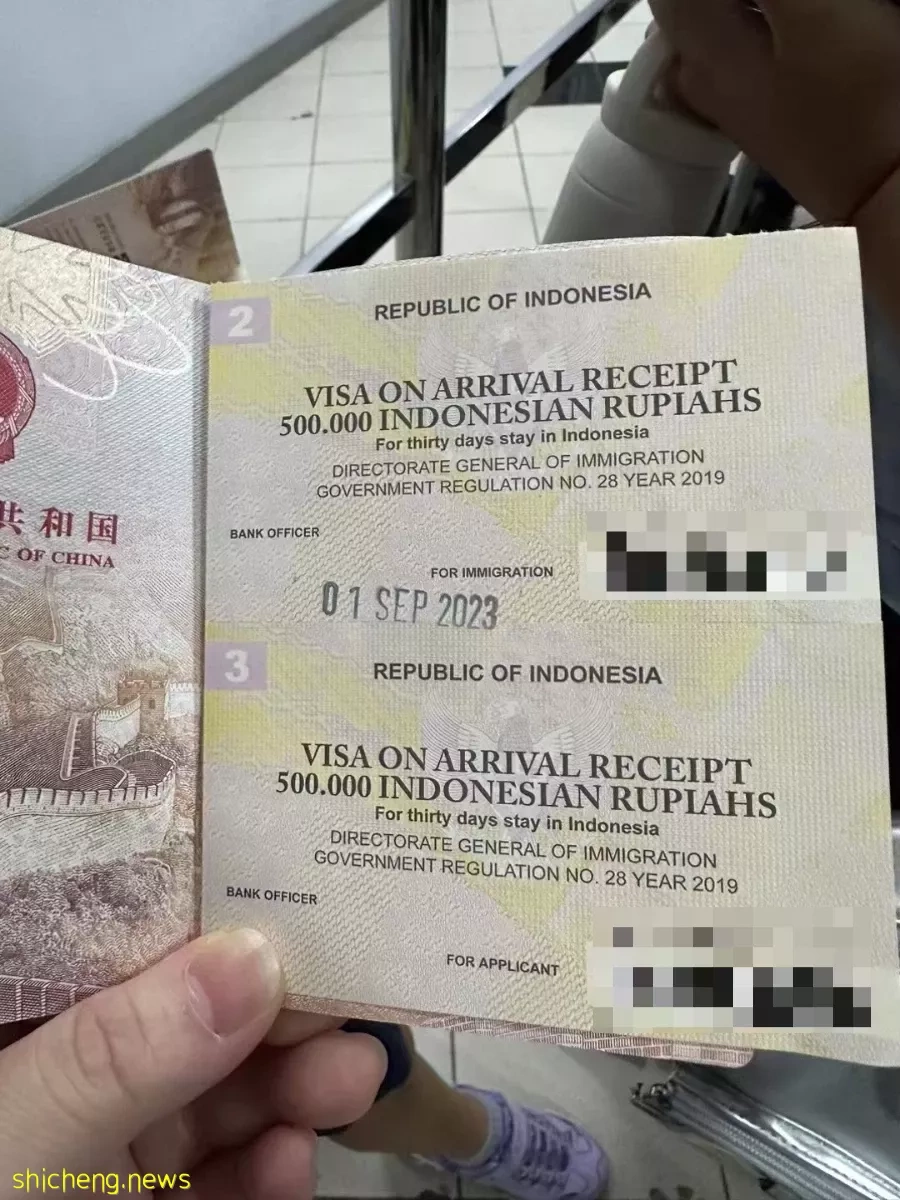 共和国
C OF CHINA
2
REPUBLIC OF INDONESIA
VISA ON ARRIVAL RECEIPT
500.000 INDONESIAN RUPIAHS
For thirty days stay in Indonesia
DIRECTORATE GENERAL OF IMMIGRATION
GOVERNMENT REGULATION NO. 28 YEAR 2019
BANK OFFICER
FOR IMMIGRATION
01 SEP 2023
3
REPUBLIC OF INDONESIA
VISA ON ARRIVAL RECEIPT
500.000 INDONESIAN RUPIAHS
For thirty days stay in Indonesia
DIRECTORATE GENERAL OF IMMIGRATION
GOVERNMENT REGULATION NO. 28 YEAR 2019
BANK OFFICER
FOR APPLICANT
shicheng.news